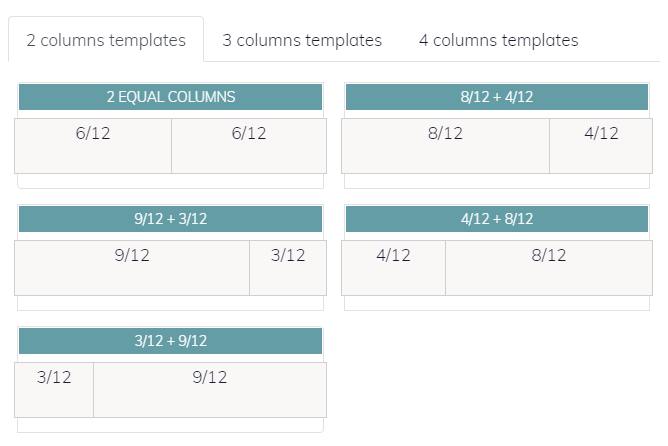 2 columns templates
3 columns templates
4 columns templates
2 EQUAL COLUMNS
6/12
6/12
8/12 + 4/12
8/12
4/12
9/12 + 3/12
9/12
3/12
4/12 + 8/12
4/12
8/12
3/12 + 9/12
3/12
9/12